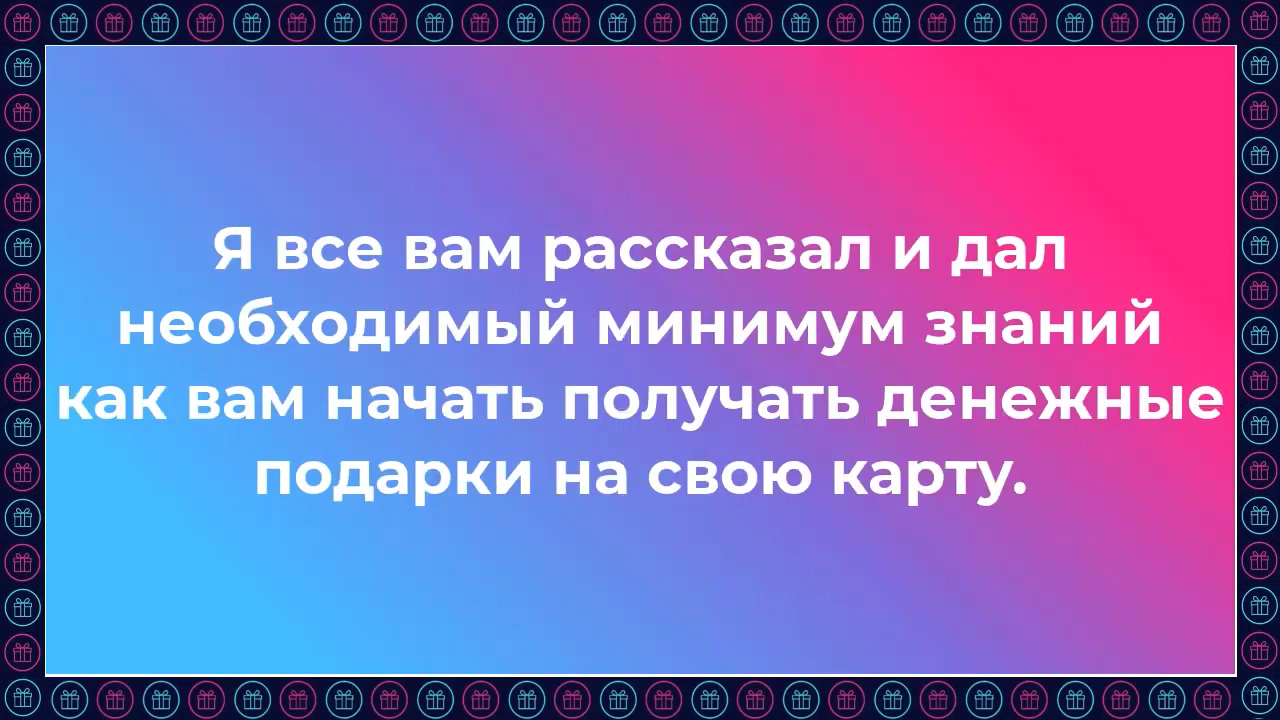 Я все вам рассказал и дал
необходимый минимум знаний
как вам начать получать денежные
подарки на свою карту.